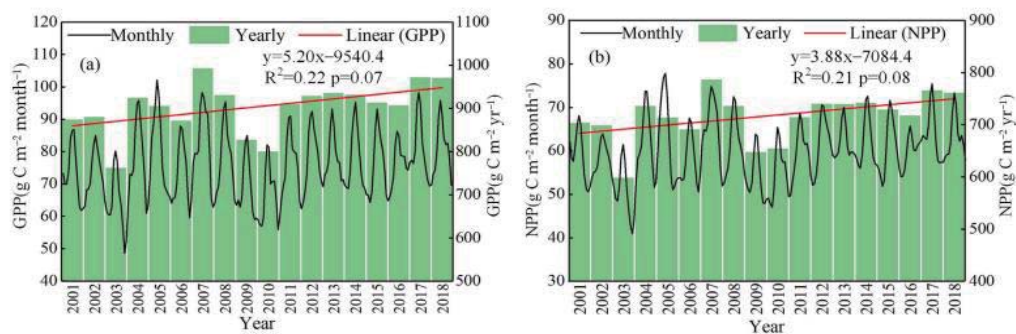 Monthly Yearly Linear (GPP)
(a)
y=5.20x−9540.4
R²=0.22 p=0.07
GPP(g C m⁻² month⁻¹)
120
110
100
90
80
70
60
50
40
GPP(g C m⁻² yr⁻¹)
1100
1000
900
800
700
600
500
2001 2002 2003 2004 2005 2006 2007 2008 2009 2010 2011 2012 2013 2014 2015 2016 2017 2018
Year
Monthly Yearly Linear (NPP)
(b)
y=3.88x−7084.4
R²=0.21 p=0.08
NPP(g C m⁻² month⁻¹)
90
80
70
60
50
40
30
NPP(g C m⁻² yr⁻¹)
900
800
700
600
500
400
2001 2002 2003 2004 2005 2006 2007 2008 2009 2010 2011 2012 2013 2014 2015 2016 2017 2018
Year